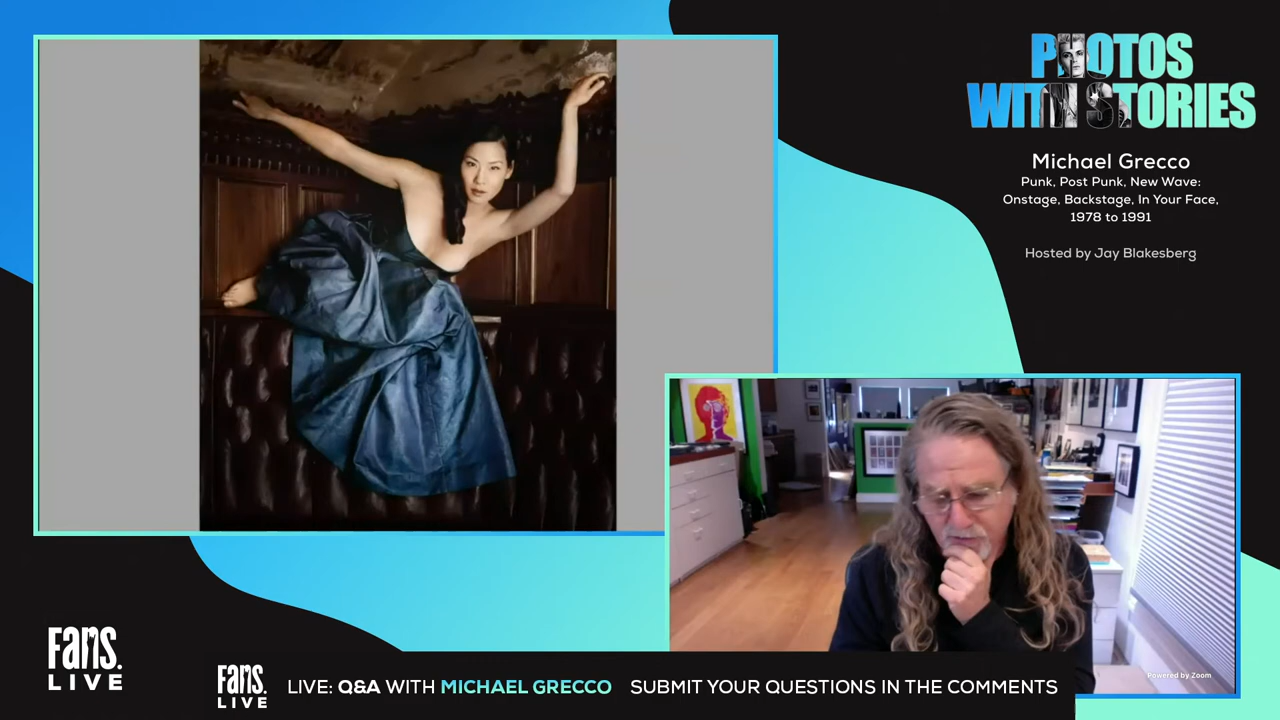 PHOTOS
WITH STORIES
Michael Grecco
Punk, Post Punk, New Wave:
Onstage, Backstage, In Your Face,
1978 to 1991
Hosted by Jay Blakesberg
Powered by Zoom
Fans.
LIVE
Fans.
LIVE
LIVE: Q&A WITH MICHAEL GRECCO SUBMIT YOUR QUESTIONS IN THE COMMENTS